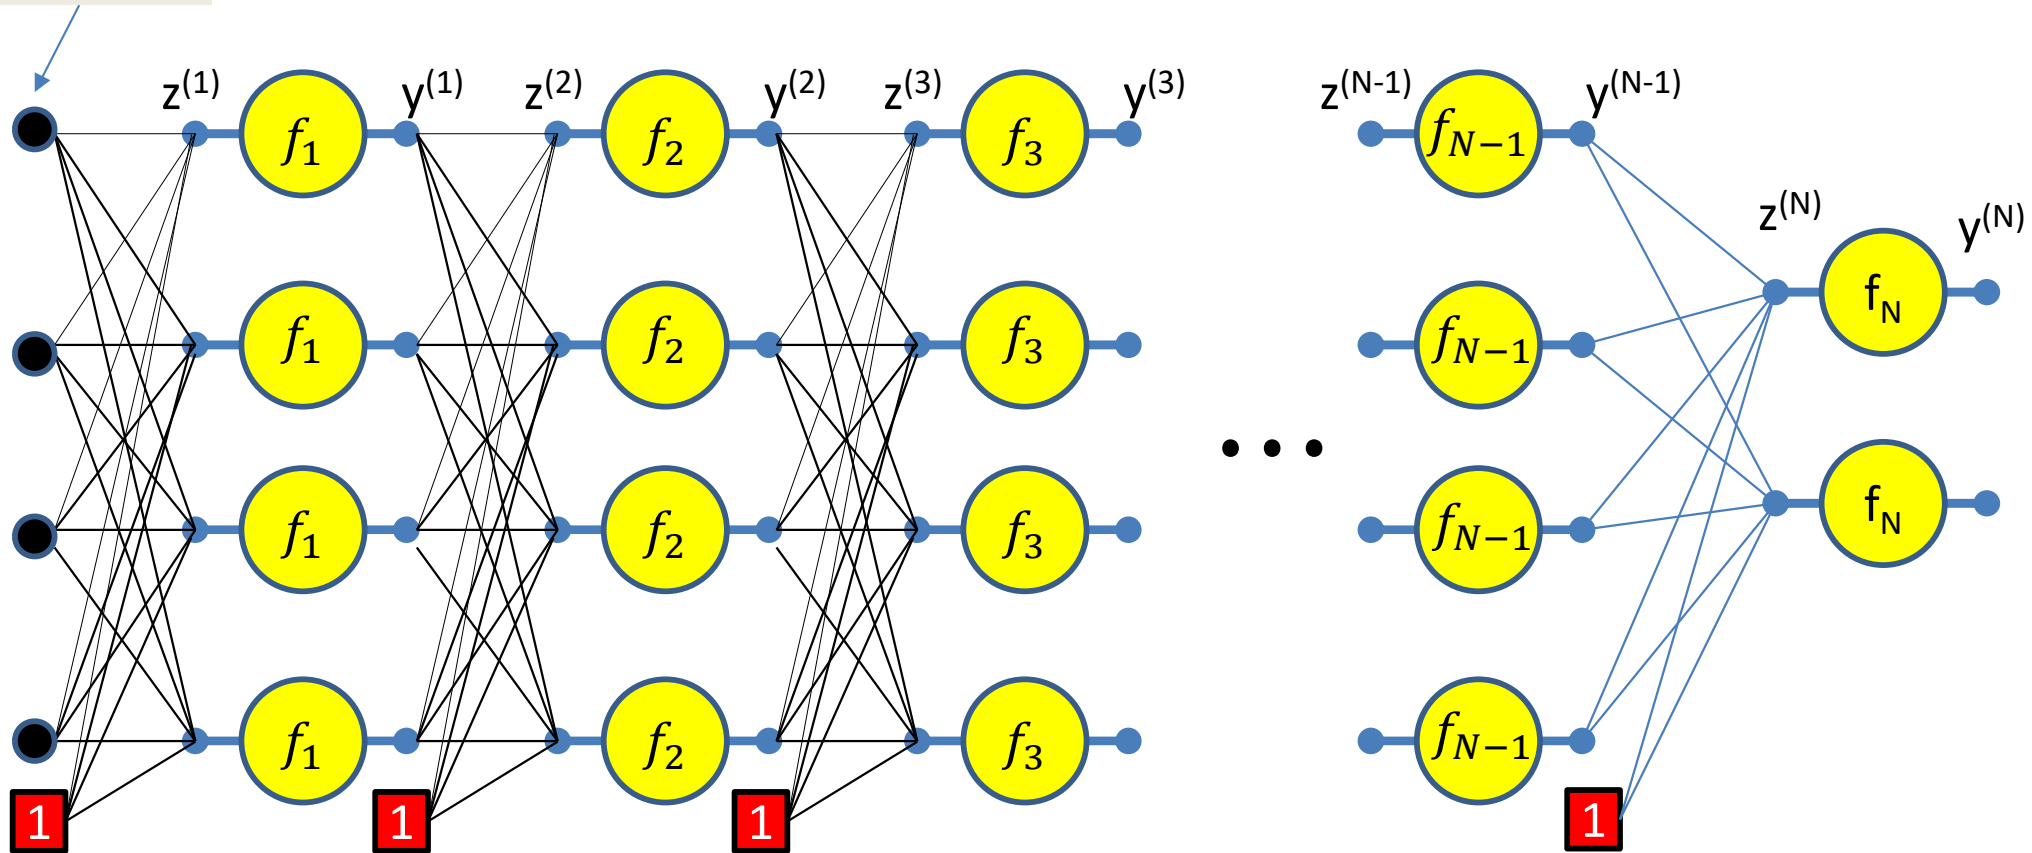 z(1) y(1) z(2) y(2) z(3) y(3) z(N-1) y(N-1)
f1 f2 f3 fN−1
z(N) y(N)
fN
f1 f2 f3 fN−1
• • •
fN
f1 f2 f3 fN−1
f1 f2 f3 fN−1
1 1 1 1